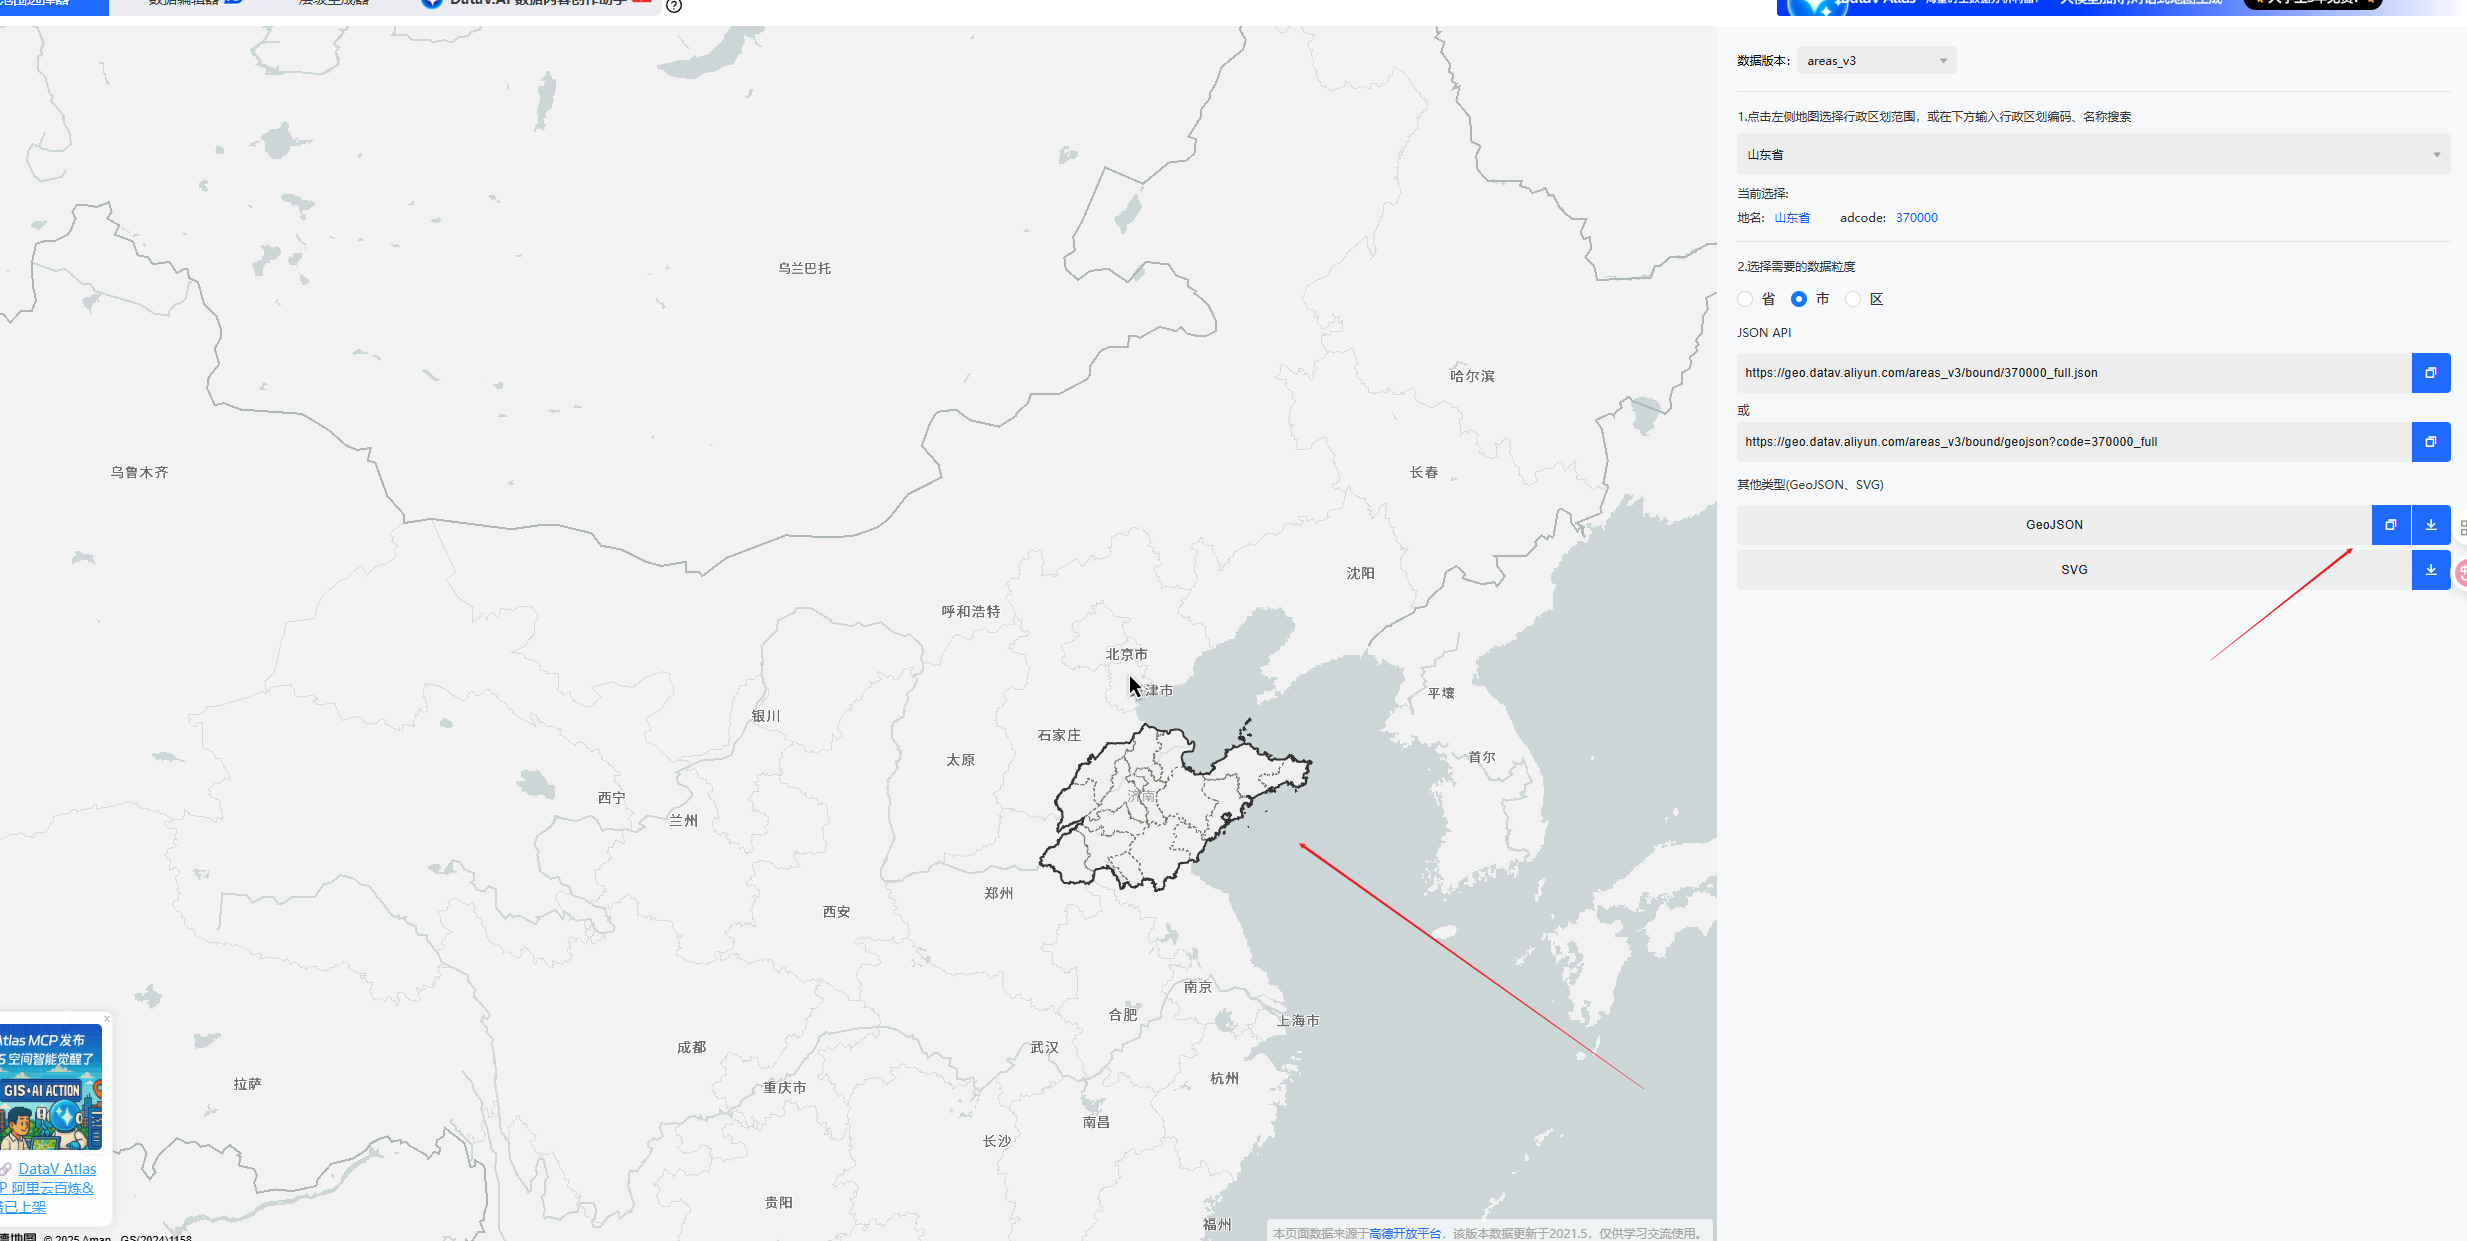 数据编辑器
层级生成器
DataV.AI 数据内容创作助手
数据版本：
areas_v3
1.点击左侧地图选择行政区划范围，或在下方输入行政区划编码、名称搜索
山东省
当前选择:
地名: 山东省 adcode: 370000
2.选择需要的数据粒度
省 市 区
JSON API
https://geo.datav.aliyun.com/areas_v3/bound/370000_full.json
或
https://geo.datav.aliyun.com/areas_v3/bound/geojson?code=370000_full
其他类型(GeoJSON、SVG)
GeoJSON
SVG
乌兰巴托
哈尔滨
乌鲁木齐
长春
沈阳
呼和浩特
北京市
津市
平壤
银川
石家庄
太原
首尔
济南
西宁
兰州
郑州
西安
南京
合肥
上海市
成都
武汉
杭州
拉萨
重庆市
南昌
长沙
贵阳
福州
Atlas MCP 发布
S 空间智能觉醒了
GIS+AI ACTION
DataV Atlas
P 阿里云百炼&
已上架
德地图 © 2025 Amap - GS(2024)1158
本页面数据来源于高德开放平台，该版本数据更新于2021.5，仅供学习交流使用。